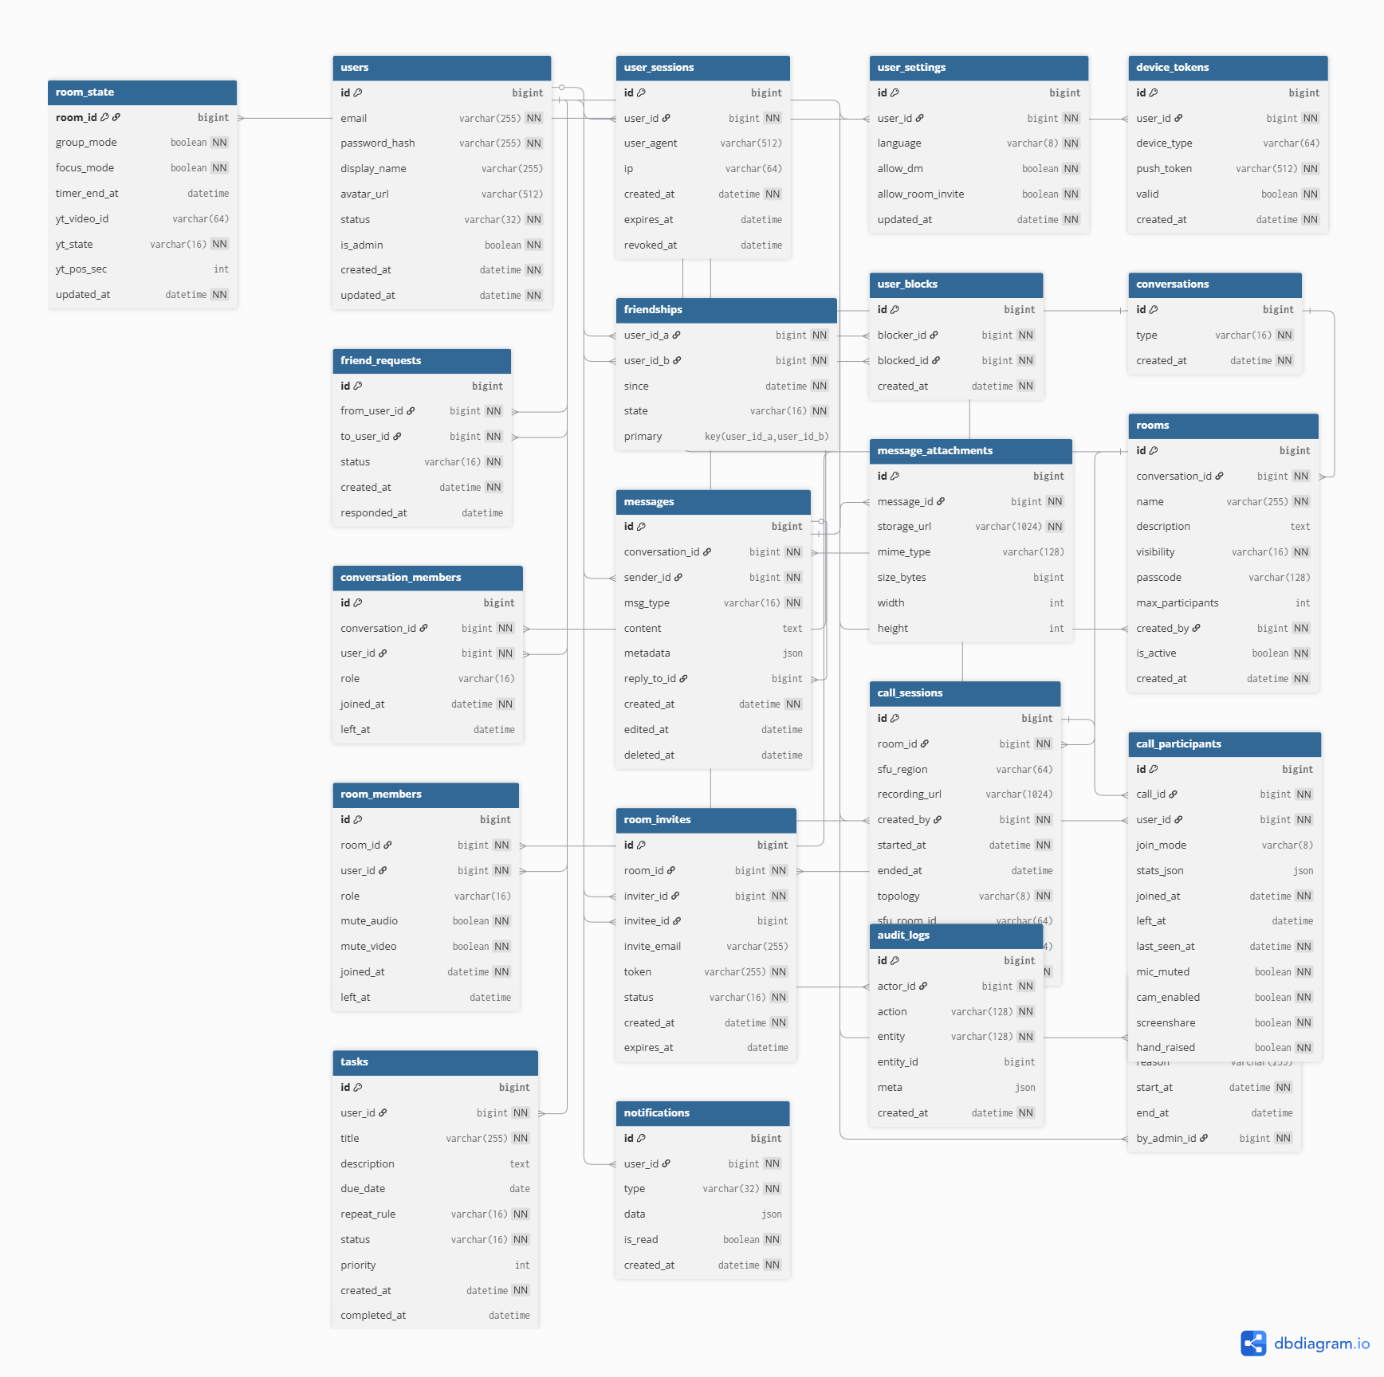 room_state
room_id bigint
group_mode boolean NN
focus_mode boolean NN
timer_end_at datetime
yt_video_id varchar(64)
yt_state varchar(16) NN
yt_pos_sec int
updated_at datetime NN
users
id bigint
email varchar(255) NN
password_hash varchar(255) NN
display_name varchar(255)
avatar_url varchar(512)
status varchar(32) NN
is_admin boolean NN
created_at datetime NN
updated_at datetime NN
user_sessions
id bigint
user_id bigint NN
user_agent varchar(512)
ip varchar(64)
created_at datetime NN
expires_at datetime
revoked_at datetime
user_settings
id bigint
user_id bigint NN
language varchar(8) NN
allow_dm boolean NN
allow_room_invite boolean NN
updated_at datetime NN
device_tokens
id bigint
user_id bigint NN
device_type varchar(64)
push_token varchar(512) NN
valid boolean NN
created_at datetime NN
friend_requests
id bigint
from_user_id bigint NN
to_user_id bigint NN
status varchar(16) NN
created_at datetime NN
responded_at datetime
friendships
user_id_a bigint NN
user_id_b bigint NN
since datetime NN
state varchar(16) NN
primary key(user_id_a,user_id_b)
user_blocks
id bigint
blocker_id bigint NN
blocked_id bigint NN
created_at datetime NN
conversations
id bigint
type varchar(16) NN
created_at datetime NN
rooms
id bigint
conversation_id bigint NN
name varchar(255) NN
description text
visibility varchar(16) NN
passcode varchar(128)
max_participants int
created_by bigint NN
is_active boolean NN
created_at datetime NN
message_attachments
id bigint
message_id bigint NN
storage_url varchar(1024) NN
mime_type varchar(128)
size_bytes bigint
width int
height int
messages
id bigint
conversation_id bigint NN
sender_id bigint NN
msg_type varchar(16) NN
content text
metadata json
reply_to_id bigint
created_at datetime NN
edited_at datetime
deleted_at datetime
conversation_members
id bigint
conversation_id bigint NN
user_id bigint NN
role varchar(16)
joined_at datetime NN
left_at datetime
call_sessions
id bigint
room_id bigint NN
sfu_region varchar(64)
recording_url varchar(1024)
created_by bigint NN
started_at datetime NN
ended_at datetime
topology varchar(8) NN
sfu_room_id varchar(64)
4)
N
call_participants
id bigint
call_id bigint NN
user_id bigint NN
join_mode varchar(8)
stats_json json
joined_at datetime NN
left_at datetime
last_seen_at datetime NN
mic_muted boolean NN
cam_enabled boolean NN
screenshare boolean NN
hand_raised boolean NN
reason varchar(255)
start_at datetime NN
end_at datetime
by_admin_id bigint NN
room_members
id bigint
room_id bigint NN
user_id bigint NN
role varchar(16)
mute_audio boolean NN
mute_video boolean NN
joined_at datetime NN
left_at datetime
room_invites
id bigint
room_id bigint NN
inviter_id bigint NN
invitee_id bigint
invite_email varchar(255)
token varchar(255) NN
status varchar(16) NN
created_at datetime NN
expires_at datetime
audit_logs
id bigint
actor_id bigint NN
action varchar(128) NN
entity varchar(128) NN
entity_id bigint
meta json
created_at datetime NN
tasks
id bigint
user_id bigint NN
title varchar(255) NN
description text
due_date date
repeat_rule varchar(16) NN
status varchar(16) NN
priority int
created_at datetime NN
completed_at datetime
notifications
id bigint
user_id bigint NN
type varchar(32) NN
data json
is_read boolean NN
created_at datetime NN
dbdiagram.io